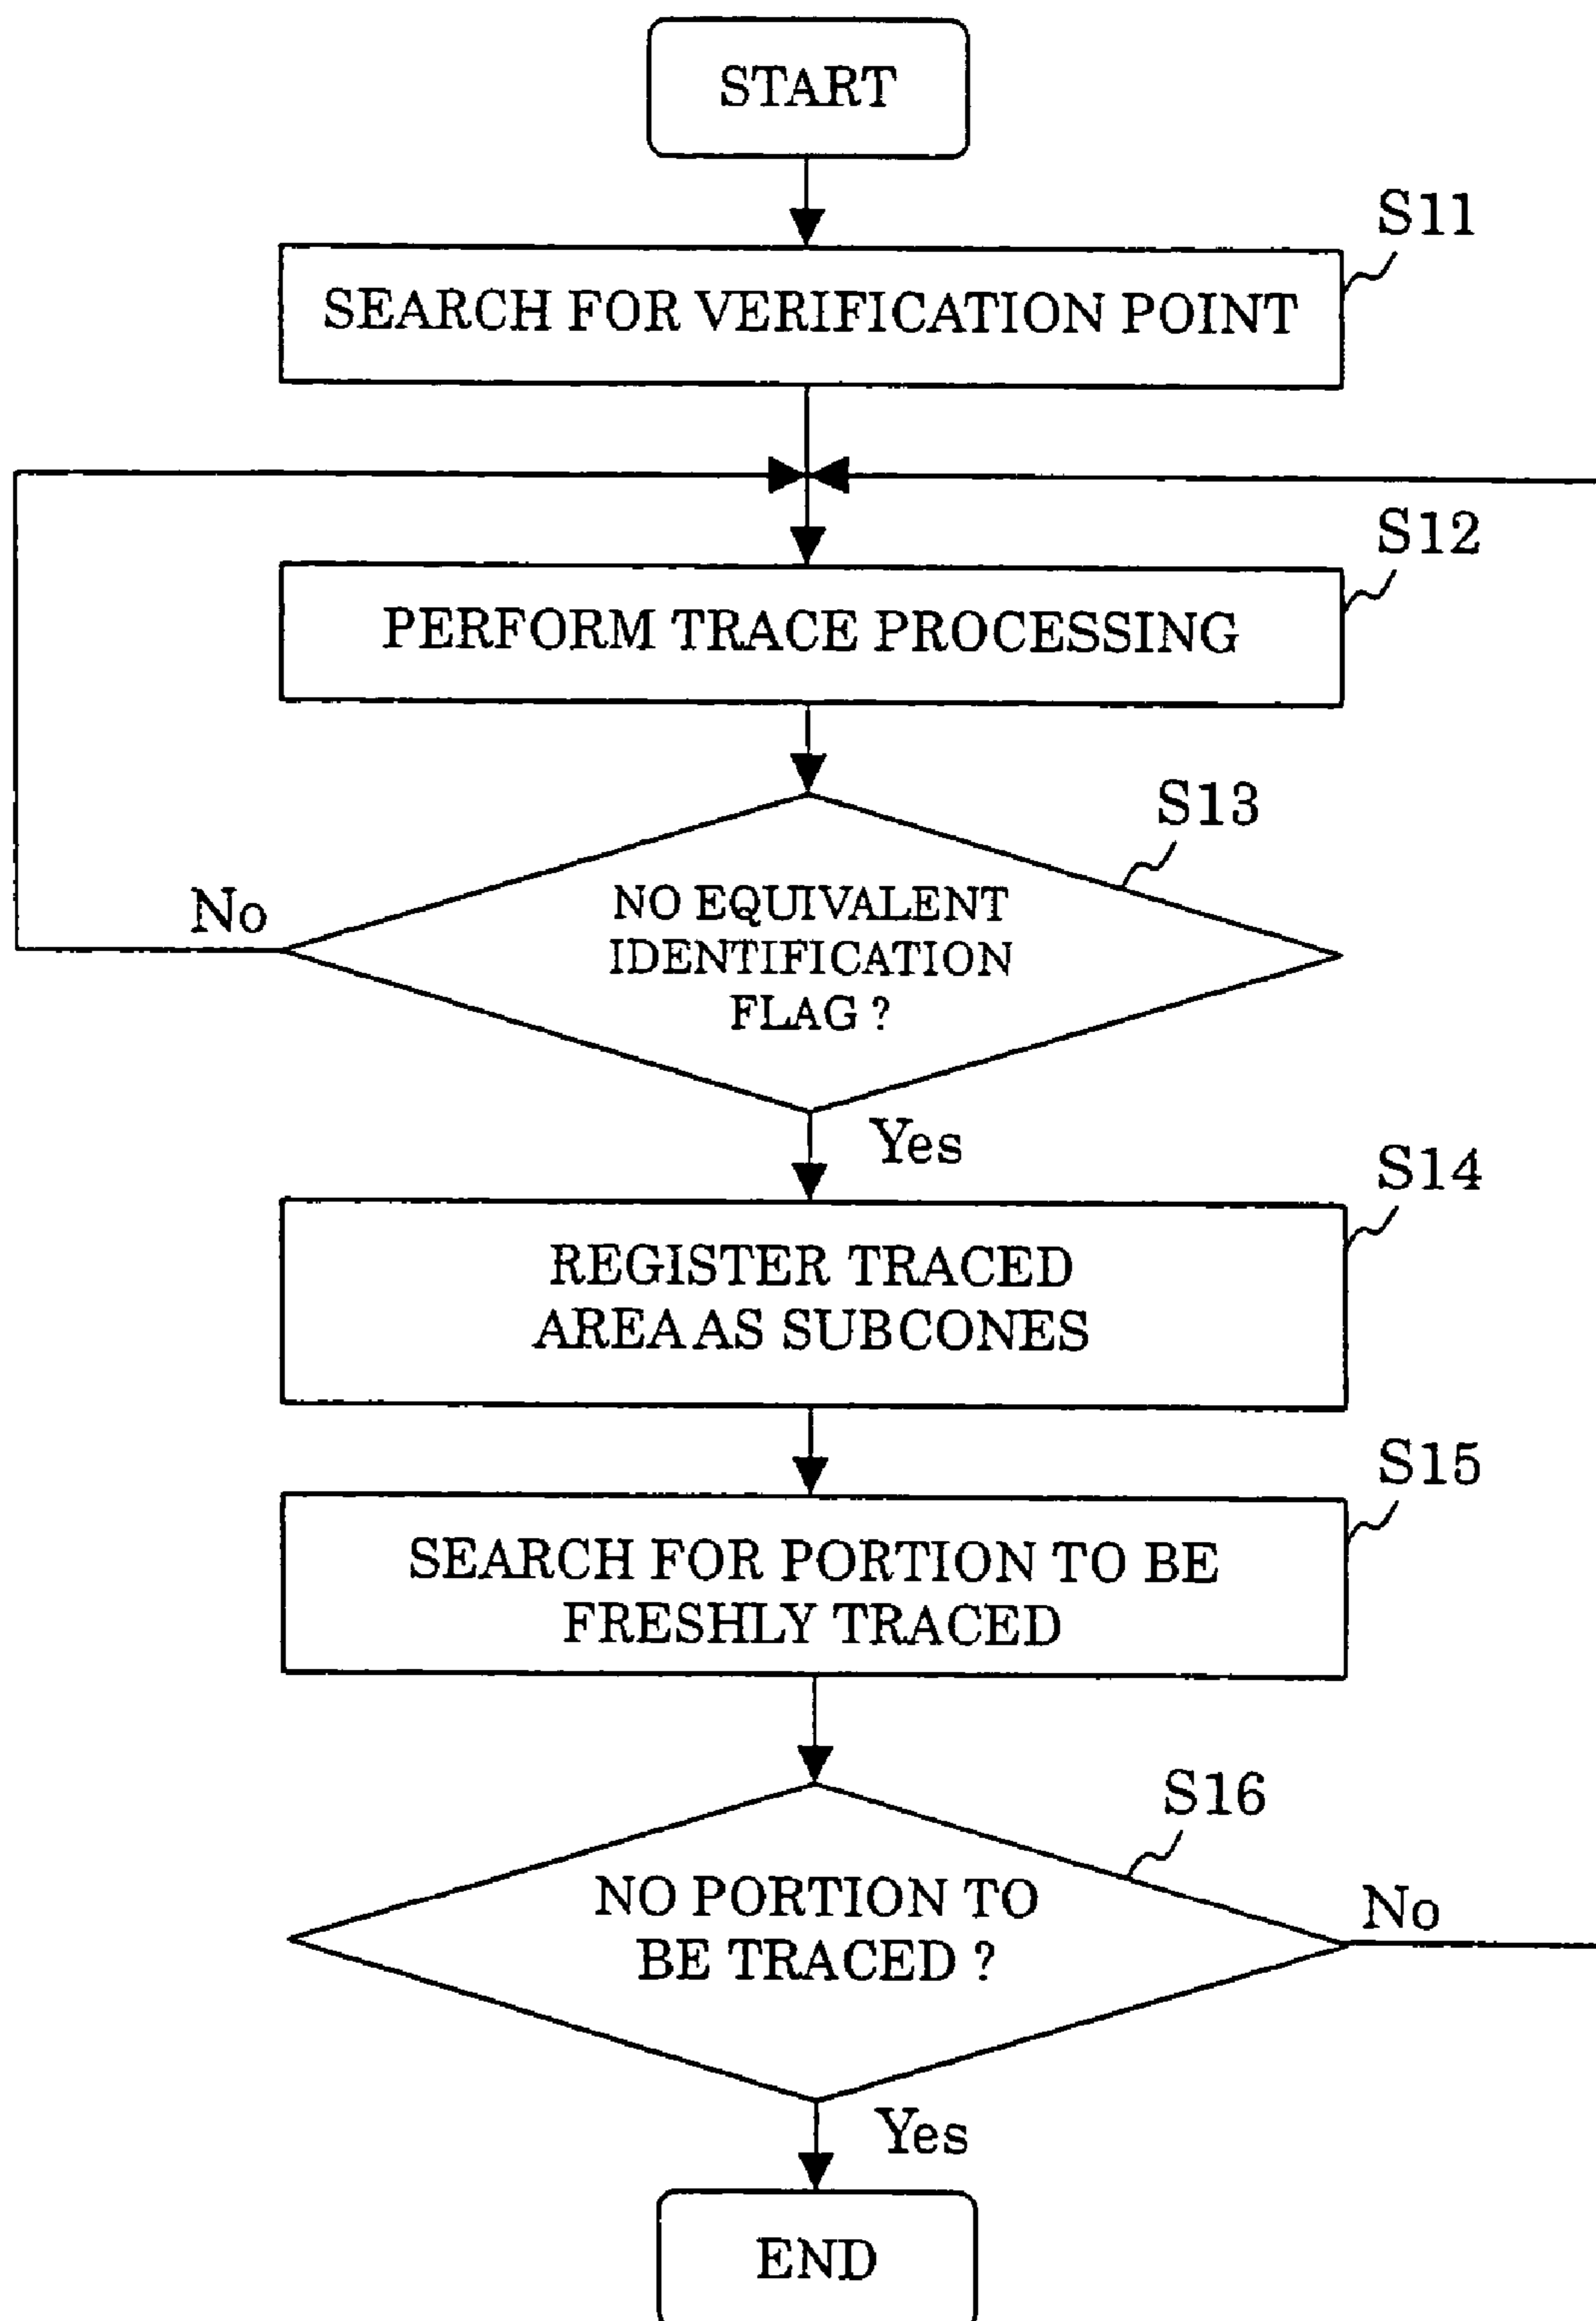 START
S11
SEARCH FOR VERIFICATION POINT
S12
PERFORM TRACE PROCESSING
S13
NO EQUIVALENT
IDENTIFICATION
FLAG ?
No
Yes
S14
REGISTER TRACED
AREA AS SUBCONES
S15
SEARCH FOR PORTION TO BE
FRESHLY TRACED
S16
NO PORTION TO
BE TRACED ?
No
Yes
END